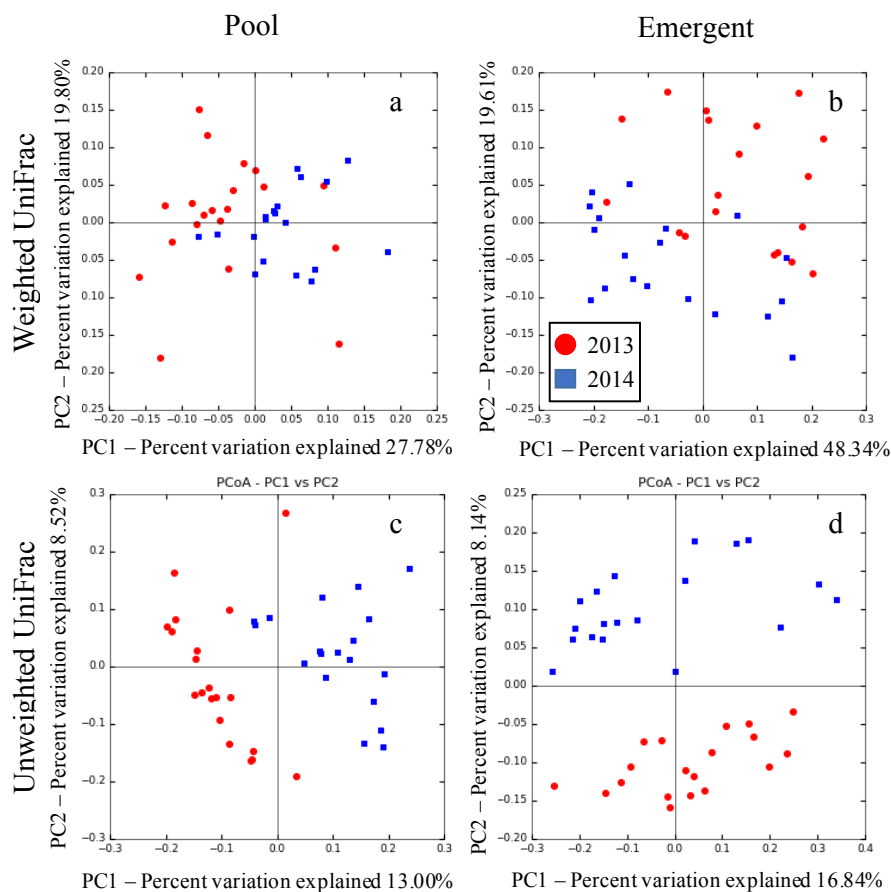 Pool
Emergent
Weighted UniFrac
a
PC2 – Percent variation explained 19.80%
0.20
0.15
0.10
0.05
0.00
0.05
0.10
0.15
0.20
0.25
−0.20 −0.15 −0.10 −0.05 0.00 0.05 0.10 0.15 0.20 0.25
PC1 – Percent variation explained 27.78%
b
PC2 – Percent variation explained 19.61%
0.20
0.15
0.10
0.05
0.00
−0.05
−0.10
−0.15
−0.20
−0.25
−0.3 −0.2 −0.1 0.0 0.1 0.2 0.3
2013
2014
PC1 – Percent variation explained 48.34%
Unweighted UniFrac
PCoA - PC1 vs PC2
c
PC2 – Percent variation explained 8.52%
0.3
0.2
0.1
0.0
−0.1
−0.2
−0.3
−0.3 −0.2 −0.1 0.0 0.1 0.2 0.3
PC1 – Percent variation explained 13.00%
PCoA - PC1 vs PC2
d
PC2 – Percent variation explained 8.14%
0.25
0.20
0.15
0.10
0.05
0.00
−0.05
−0.10
−0.15
−0.20
−0.3 −0.2 −0.1 0.0 0.1 0.2 0.3 0.4
PC1 – Percent variation explained 16.84%